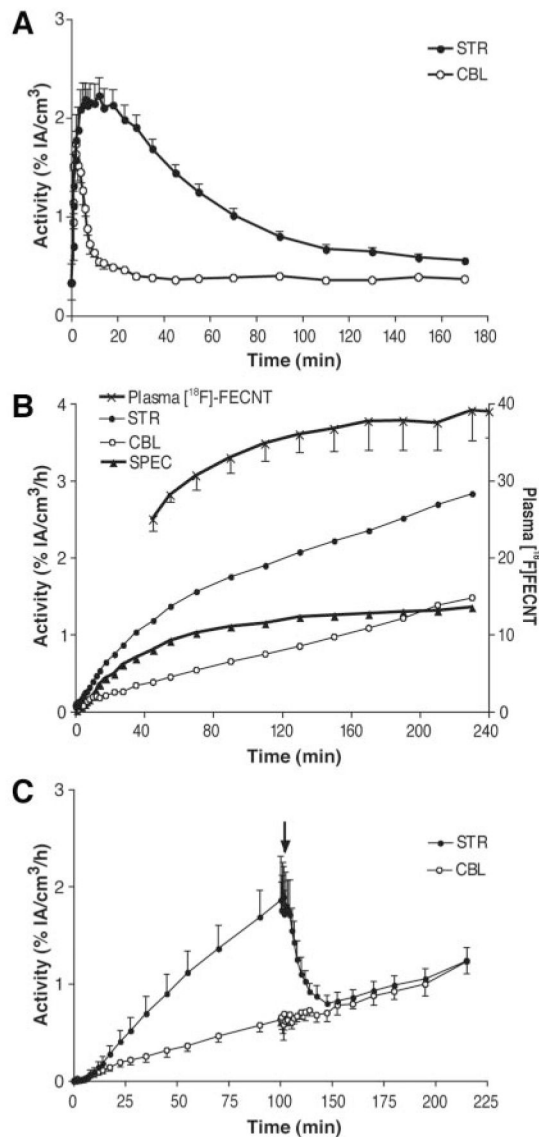 A
3
2
1
0
Activity (% IA/cm³)
STR
CBL
0 20 40 60 80 100 120 140 160 180
Time (min)
B
Plasma [¹⁸F]-FECNT
STR
CBL
SPEC
4
3
2
1
0
Activity (% IA/cm³/h)
40
30
20
10
0
Plasma [¹⁸F]FECNT
0 40 80 120 160 200 240
Time (min)
C
3
2
1
0
Activity (% IA/cm³/h)
STR
CBL
0 25 50 75 100 125 150 175 200 225
Time (min)